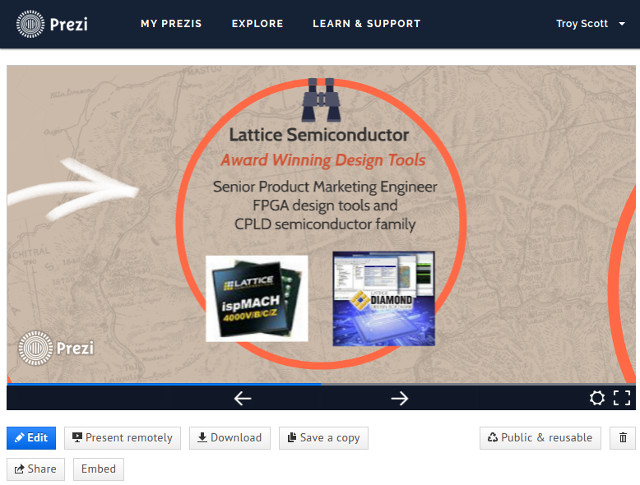 Prezi
MY PREZIS
EXPLORE
LEARN & SUPPORT
Troy Scott
Lattice Semiconductor
Award Winning Design Tools
Senior Product Marketing Engineer
FPGA design tools and
CPLD semiconductor family
LATTICE
ispMACH
4000V/B/C/Z
LATTICE
DIAMOND
Prezi
Edit
Present remotely
Download
Save a copy
Public & reusable
Share
Embed